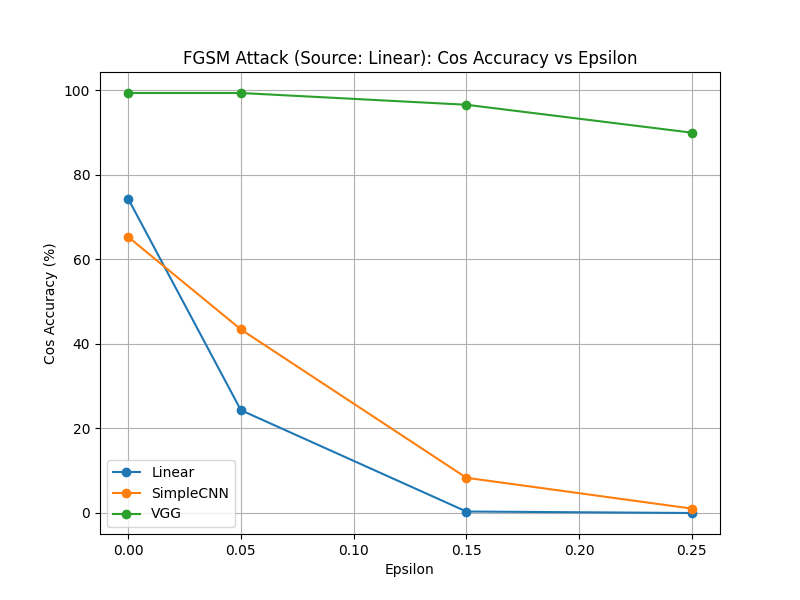 FGSM Attack (Source: Linear): Cos Accuracy vs Epsilon
100
80
60
40
20
0
Cos Accuracy (%)
Linear
SimpleCNN
VGG
0.00 0.05 0.10 0.15 0.20 0.25
Epsilon